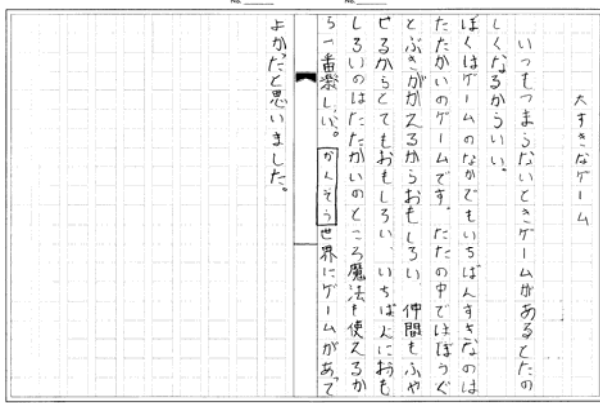 No.
No.
大すきなゲーム
いつもつまらないときゲームがあるとたの
しくなるからういい。
ぼくはゲームのなかでもいちばんすきなのは
たたかいのゲームです。たたの中ではぼうぐ
とぶきがかえるからおもしろい 仲間もふや
せるからとてもおもしろい、いちばんにおも
しろいのはたたかいのところ魔法も使えるか
ら一番楽しい。かんそう世界にゲームがあって
よかったと思いました。